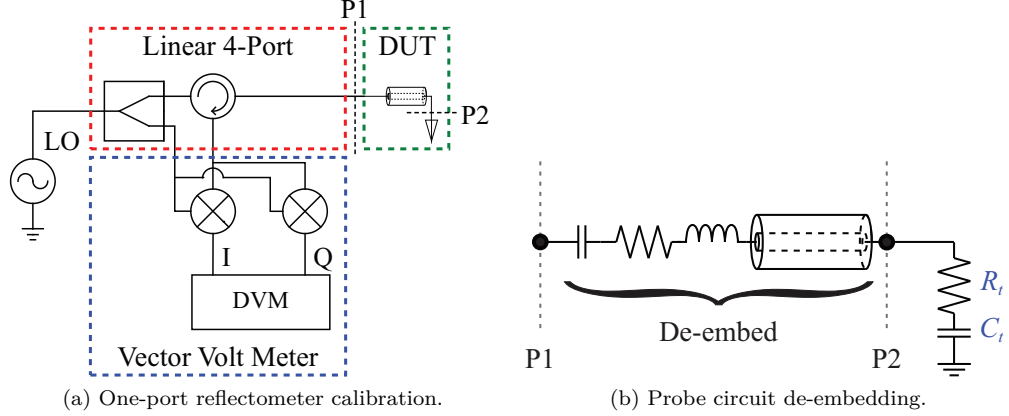 P1
Linear 4-Port
DUT
P2
LO
I
Q
DVM
Vector Volt Meter
(a) One-port reflectometer calibration.
R_t
C_t
De-embed
P1
P2
(b) Probe circuit de-embedding.